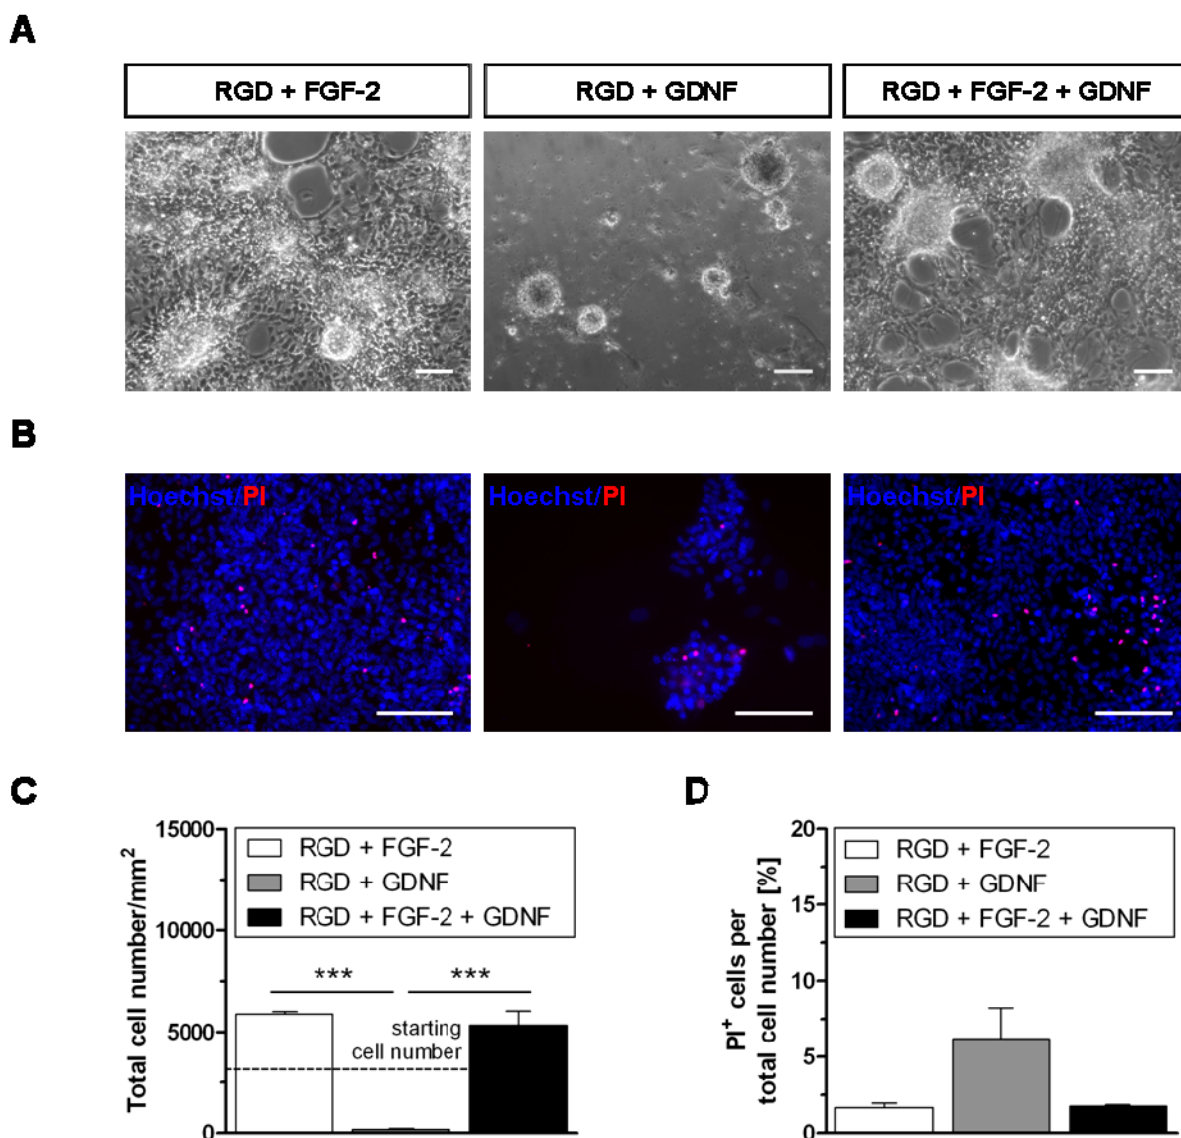 A
RGD + FGF-2
RGD + GDNF
RGD + FGF-2 + GDNF
B
Hoechst/PI
Hoechst/PI
Hoechst/PI
C
Total cell number/mm²
15000
10000
5000
0
RGD + FGF-2
RGD + GDNF
RGD + FGF-2 + GDNF
***
***
starting
cell number
D
PI⁺ cells per
total cell number [%]
20
15
10
5
0
RGD + FGF-2
RGD + GDNF
RGD + FGF-2 + GDNF